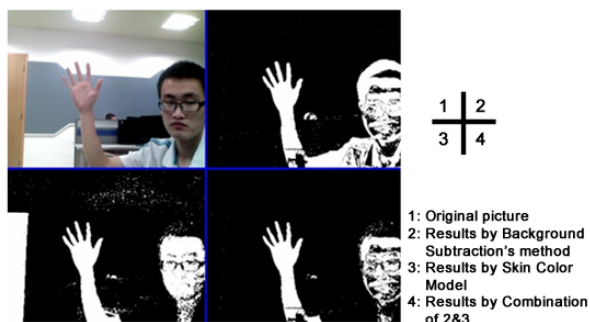 1 2
3 4
1: Original picture
2: Results by Background
Subtraction's method
3: Results by Skin Color
Model
4: Results by Combination
of 2&3